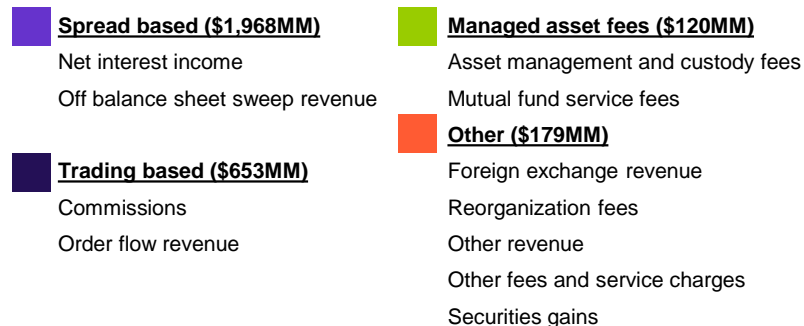 Spread based ($1,968MM)
Net interest income
Off balance sheet sweep revenue
Trading based ($653MM)
Commissions
Order flow revenue
Managed asset fees ($120MM)
Asset management and custody fees
Mutual fund service fees
Other ($179MM)
Foreign exchange revenue
Reorganization fees
Other revenue
Other fees and service charges
Securities gains